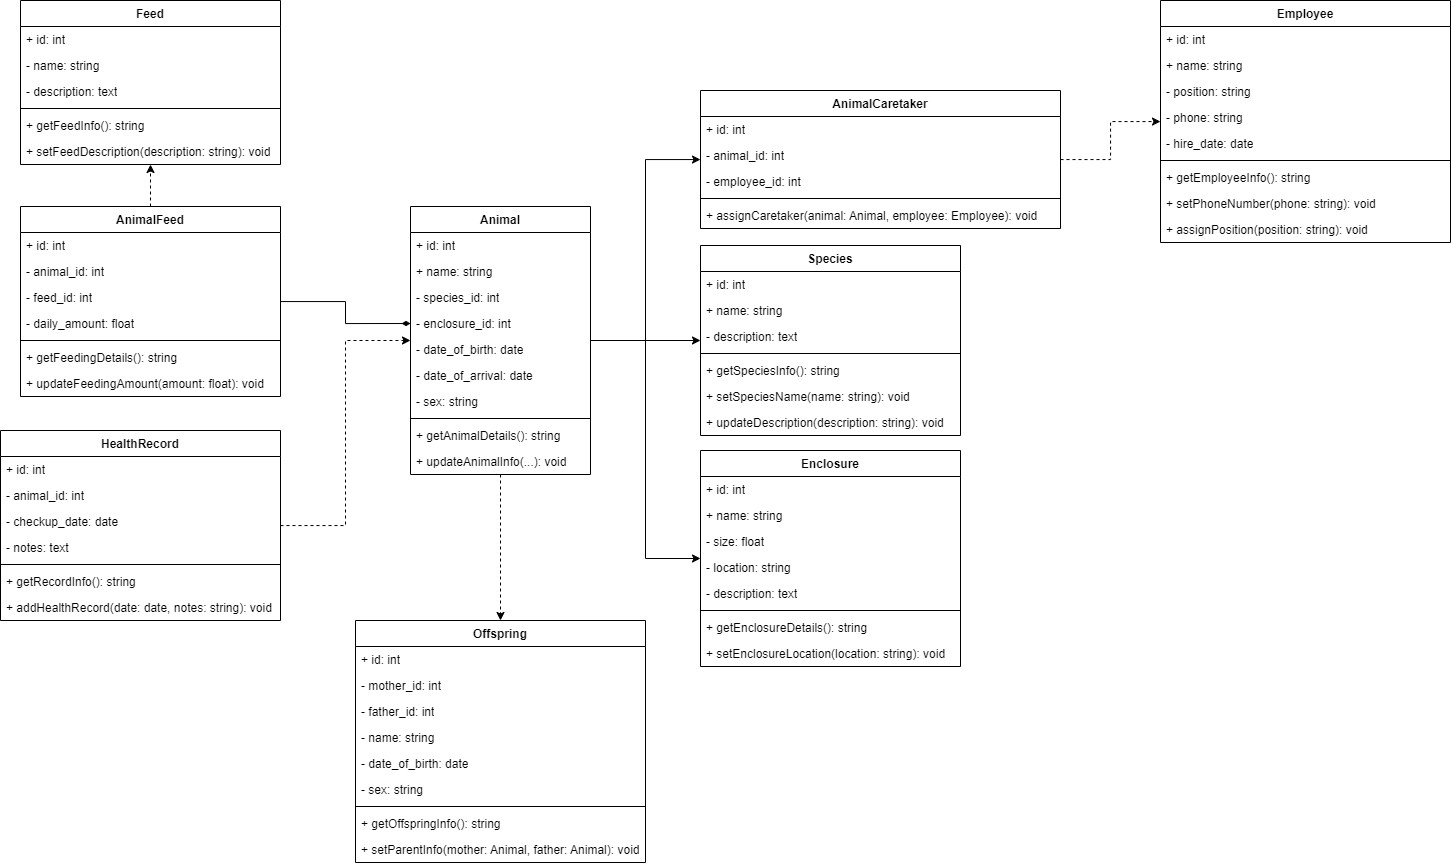 Feed
+ id: int
- name: string
- description: text
+ getFeedInfo(): string
+ setFeedDescription(description: string): void
AnimalFeed
+ id: int
- animal_id: int
- feed_id: int
- daily_amount: float
+ getFeedingDetails(): string
+ updateFeedingAmount(amount: float): void
HealthRecord
+ id: int
- animal_id: int
- checkup_date: date
- notes: text
+ getRecordInfo(): string
+ addHealthRecord(date: date, notes: string): void
Animal
+ id: int
+ name: string
- species_id: int
- enclosure_id: int
- date_of_birth: date
- date_of_arrival: date
- sex: string
+ getAnimalDetails(): string
+ updateAnimalInfo(...): void
Offspring
+ id: int
- mother_id: int
- father_id: int
- name: string
- date_of_birth: date
- sex: string
+ getOffspringInfo(): string
+ setParentInfo(mother: Animal, father: Animal): void
AnimalCaretaker
+ id: int
- animal_id: int
- employee_id: int
+ assignCaretaker(animal: Animal, employee: Employee): void
Species
+ id: int
+ name: string
- description: text
+ getSpeciesInfo(): string
+ setSpeciesName(name: string): void
+ updateDescription(description: string): void
Enclosure
+ id: int
+ name: string
- size: float
- location: string
- description: text
+ getEnclosureDetails(): string
+ setEnclosureLocation(location: string): void
Employee
+ id: int
+ name: string
- position: string
- phone: string
- hire_date: date
+ getEmployeeInfo(): string
+ setPhoneNumber(phone: string): void
+ assignPosition(position: string): void